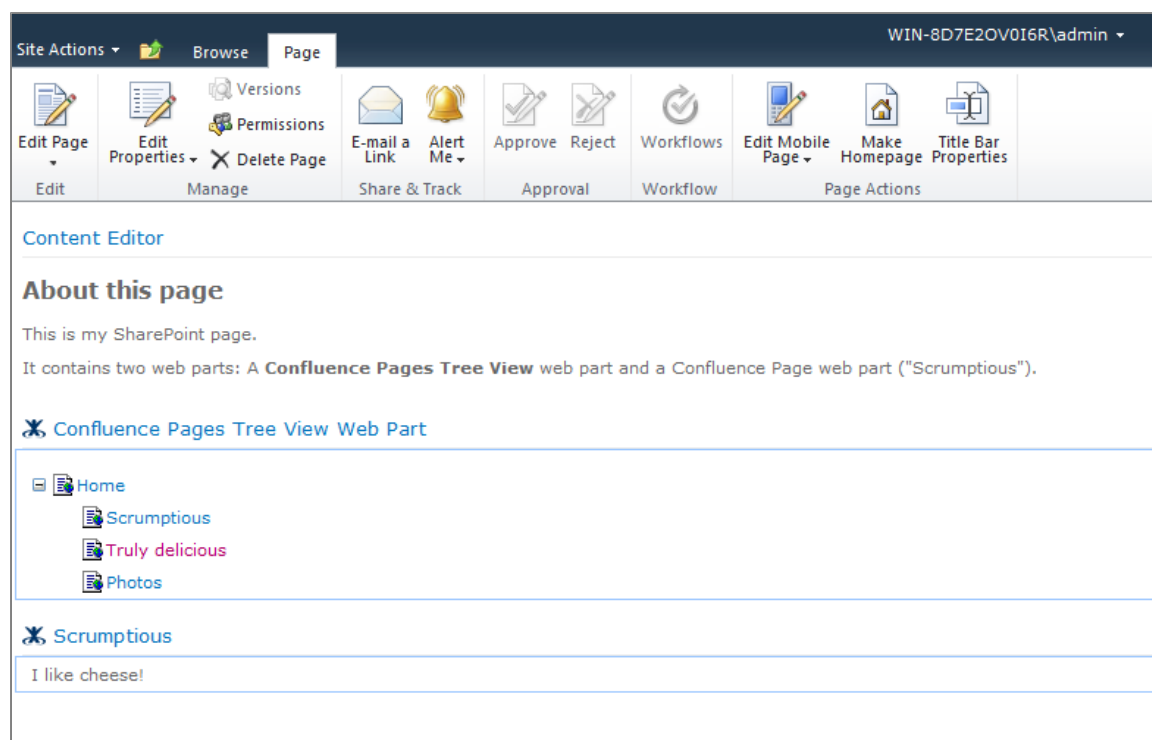 WIN-8D7E2OV0I6R\admin
Site Actions Browse Page
Edit Page
Edit Properties
Versions
Permissions
Delete Page
E-mail a Link
Alert Me
Approve
Reject
Workflows
Edit Mobile Page
Make Homepage
Title Bar Properties
Edit Manage Share & Track Approval Workflow Page Actions
Content Editor
About this page
This is my SharePoint page.
It contains two web parts: A Confluence Pages Tree View web part and a Confluence Page web part ("Scrumptious").
Confluence Pages Tree View Web Part
Home
Scrumptious
Truly delicious
Photos
Scrumptious
I like cheese!